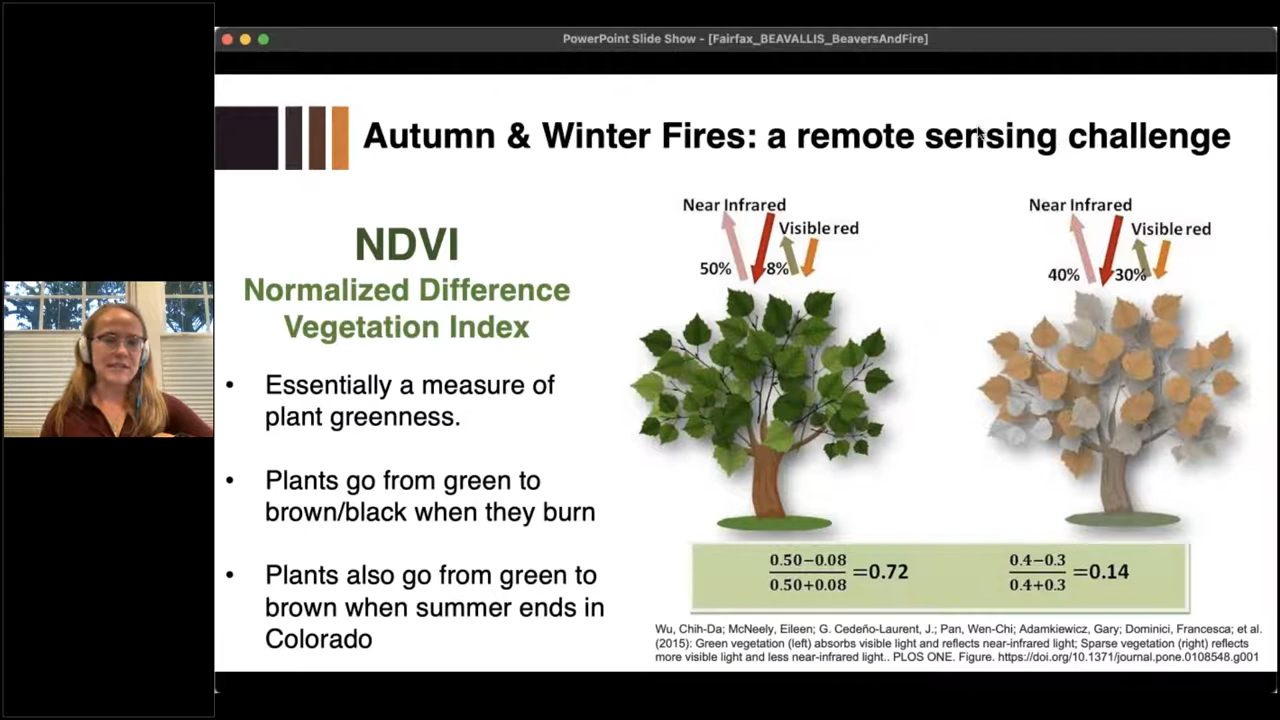 PowerPoint Slide Show - [Fairfax_BEAVALLIS_BeaversAndFire]
Autumn & Winter Fires: a remote sensing challenge
NDVI
Normalized Difference
Vegetation Index
• Essentially a measure of
plant greenness.
• Plants go from green to
brown/black when they burn
• Plants also go from green to
brown when summer ends in
Colorado
Near Infrared
Visible red
50%
8%
Near Infrared
Visible red
40%
30%
0.50−0.08
0.50+0.08
=0.72
0.4−0.3
0.4+0.3
=0.14
Wu, Chih-Da; McNeely, Eileen; G. Cedeño-Laurent, J.; Pan, Wen-Chi; Adamkiewicz, Gary; Dominici, Francesca; et al.
(2015): Green vegetation (left) absorbs visible light and reflects near-infrared light; Sparse vegetation (right) reflects
more visible light and less near-infrared light.. PLOS ONE. Figure. https://doi.org/10.1371/journal.pone.0108548.g001